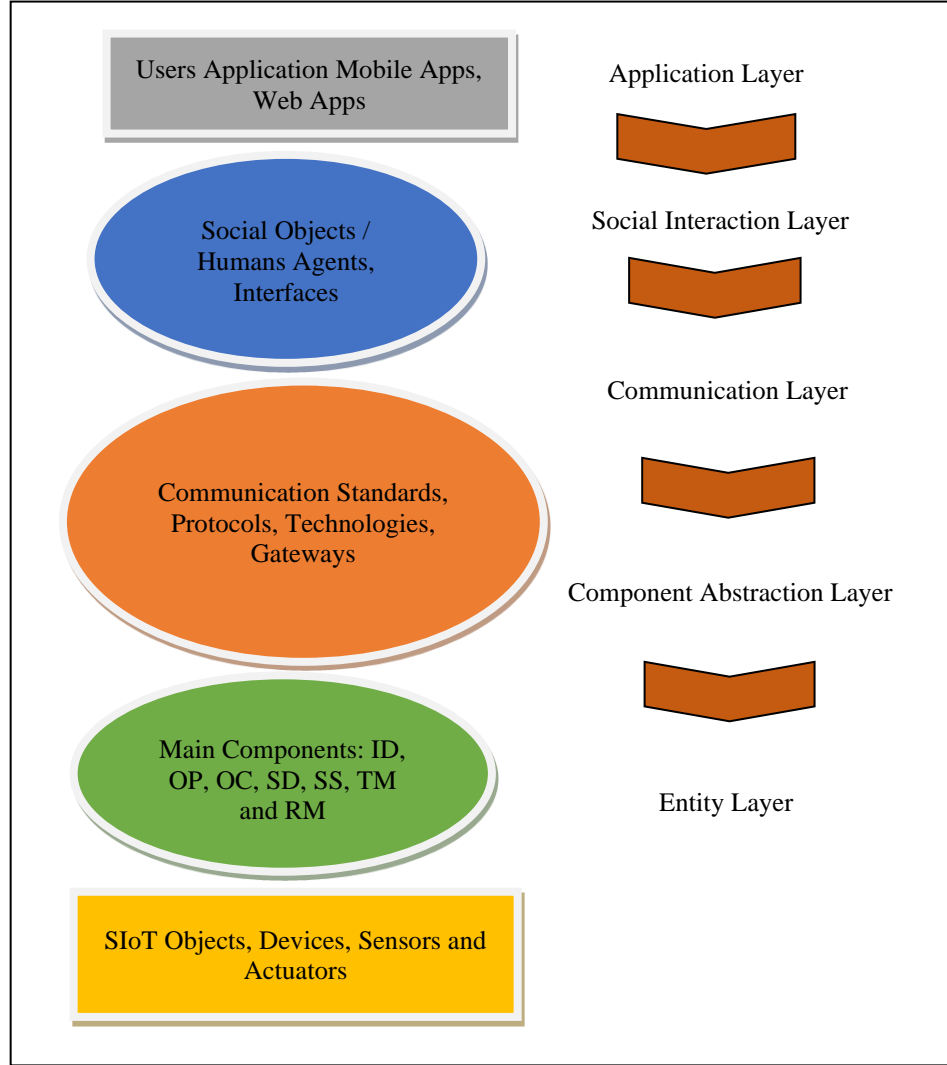 Users Application Mobile Apps,
Web Apps
Application Layer
Social Objects /
Humans Agents,
Interfaces
Social Interaction Layer
Communication Layer
Communication Standards,
Protocols, Technologies,
Gateways
Component Abstraction Layer
Main Components: ID,
OP, OC, SD, SS, TM
and RM
Entity Layer
SIoT Objects, Devices, Sensors and
Actuators